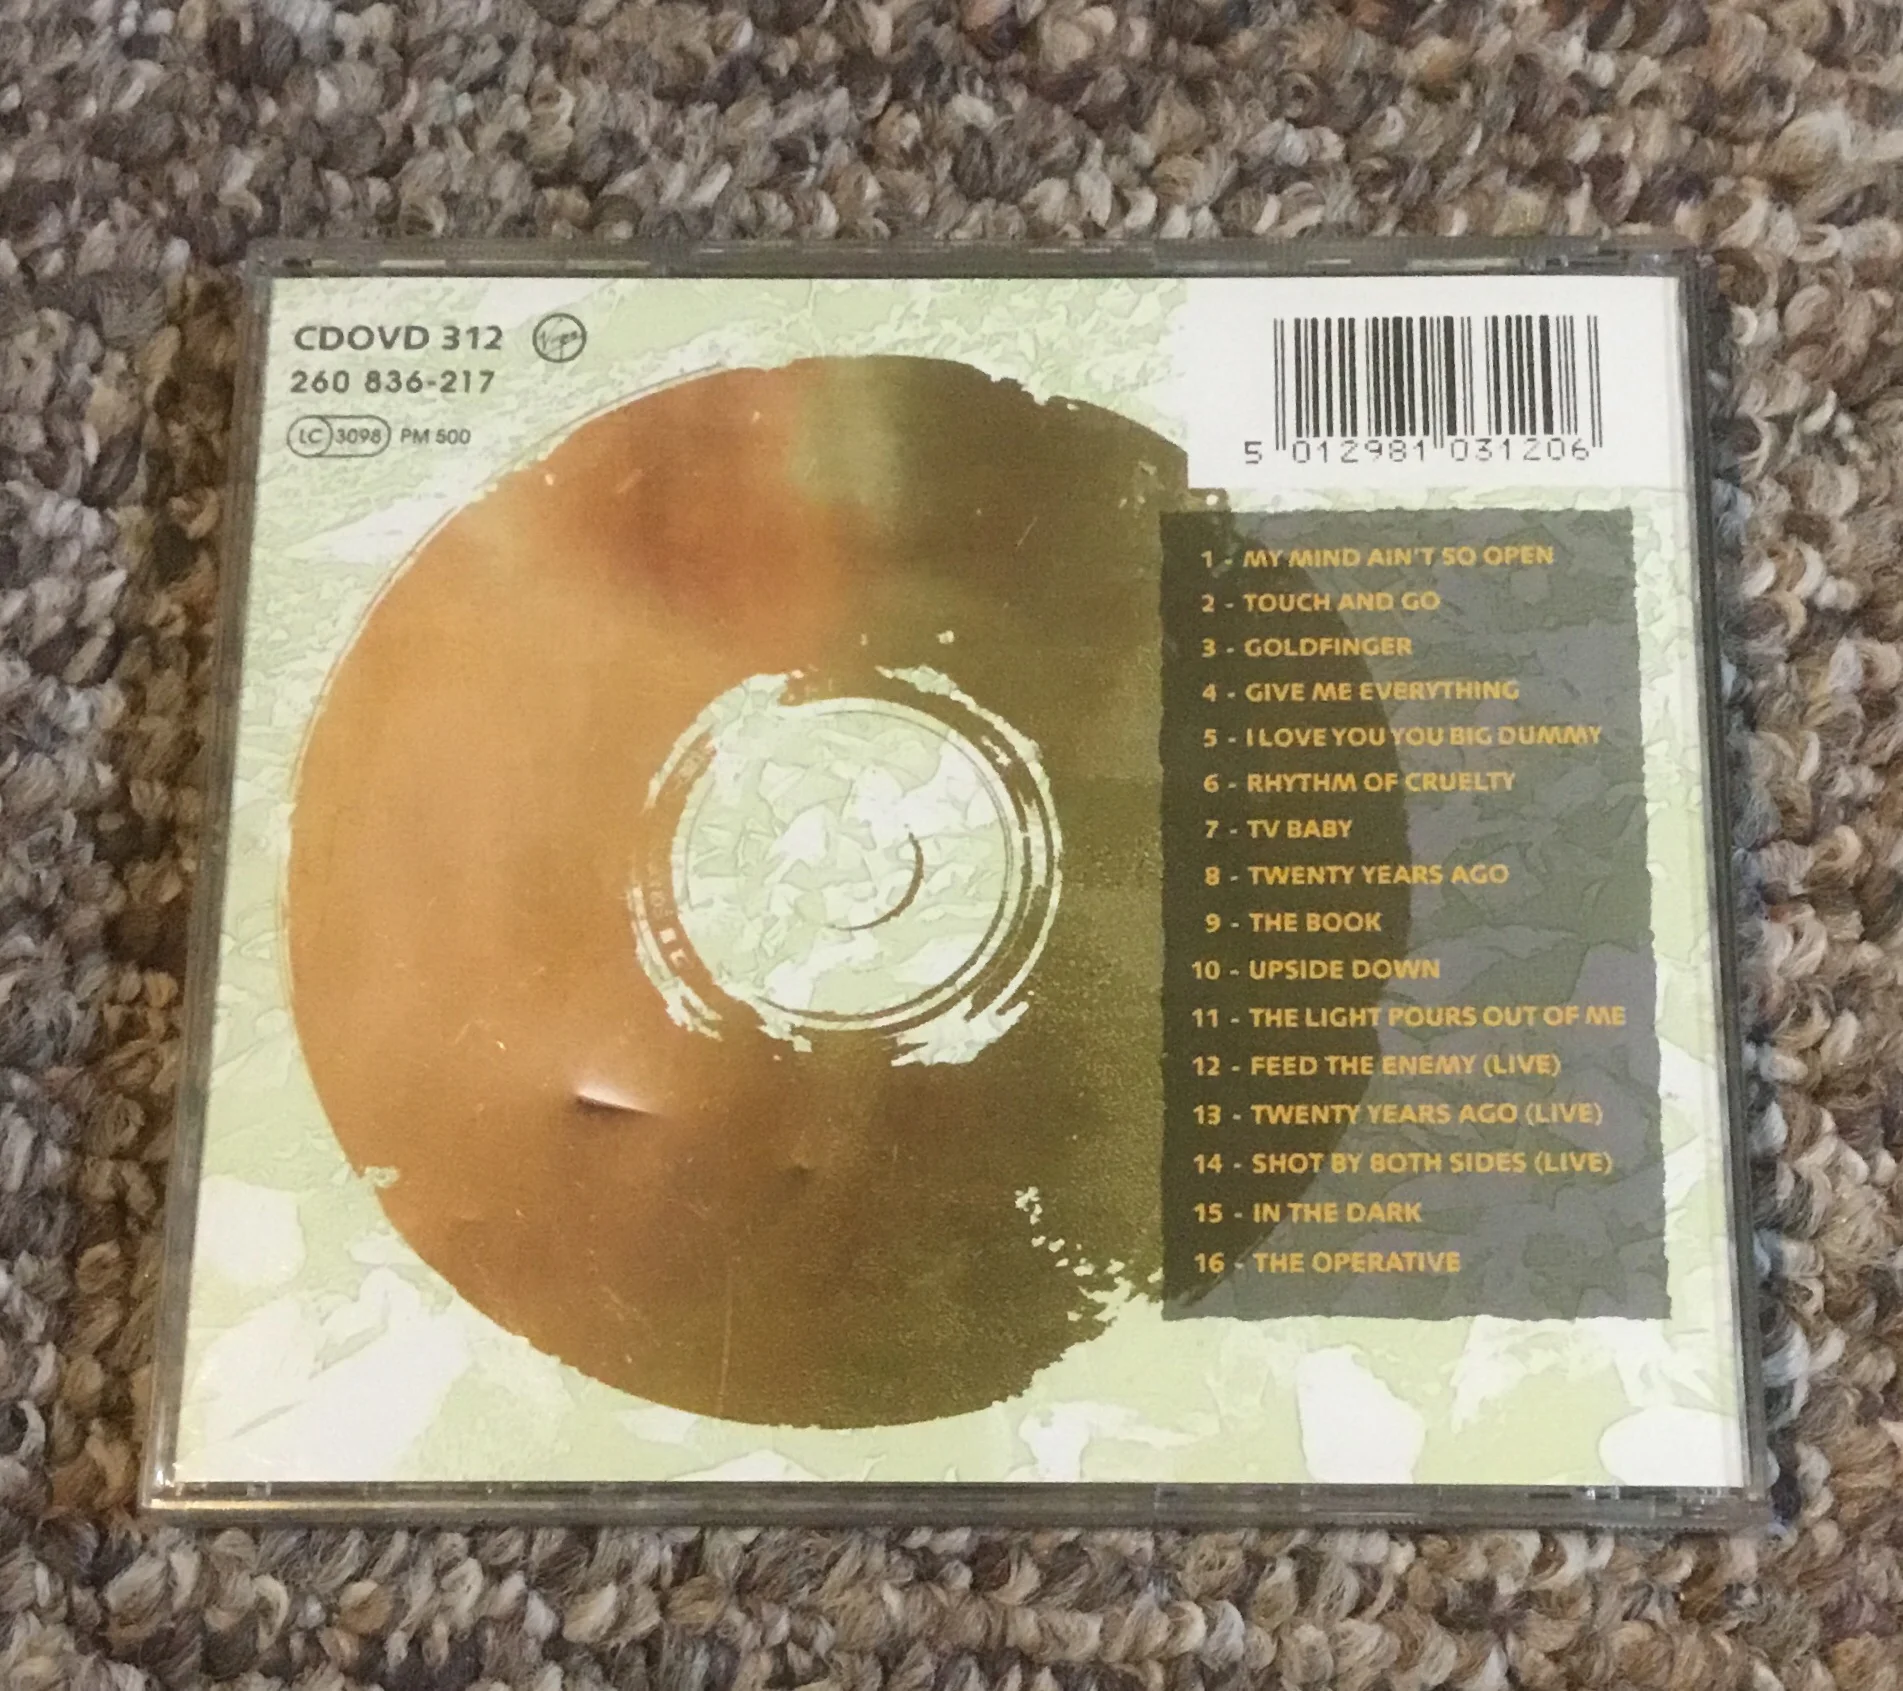 CDOVD 312 Virgin
260 836-217
LC 3098 PM 500
5 012981 031206
1 - MY MIND AIN'T SO OPEN
2 - TOUCH AND GO
3 - GOLDFINGER
4 - GIVE ME EVERYTHING
5 - I LOVE YOU YOU BIG DUMMY
6 - RHYTHM OF CRUELTY
7 - TV BABY
8 - TWENTY YEARS AGO
9 - THE BOOK
10 - UPSIDE DOWN
11 - THE LIGHT POURS OUT OF ME
12 - FEED THE ENEMY (LIVE)
13 - TWENTY YEARS AGO (LIVE)
14 - SHOT BY BOTH SIDES (LIVE)
15 - IN THE DARK
16 - THE OPERATIVE